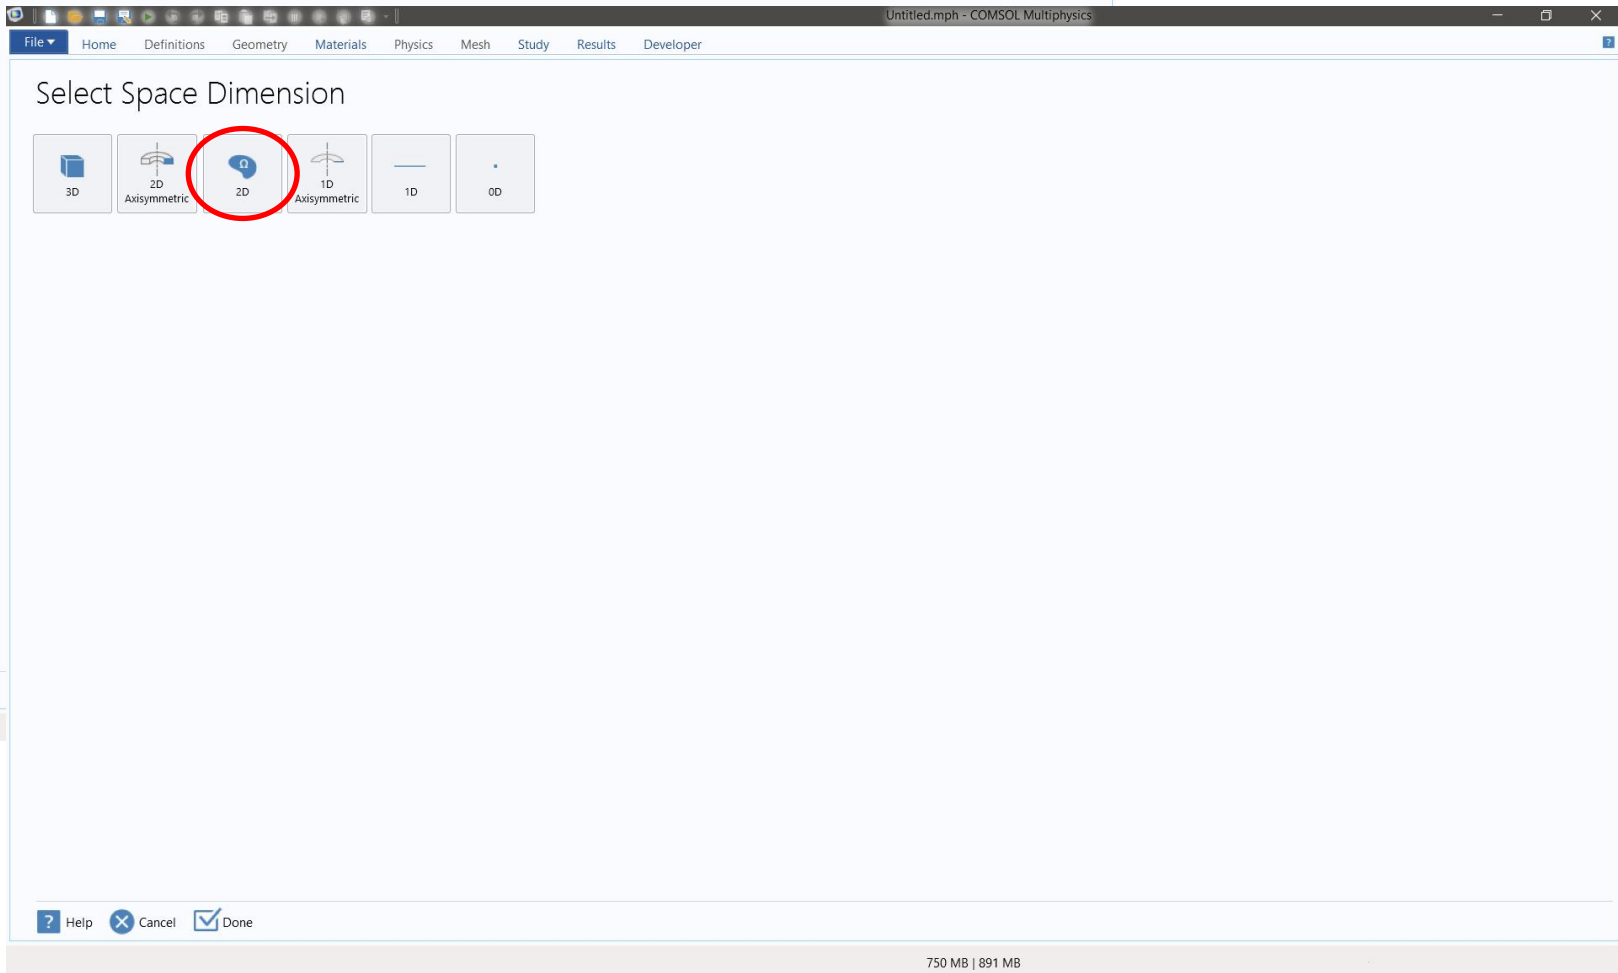 Untitled.mph - COMSOL Multiphysics
File Home Definitions Geometry Materials Physics Mesh Study Results Developer ?
Select Space Dimension
3D
2D
Axisymmetric
Ω
2D
1D
Axisymmetric
1D
0D
? Help Cancel Done
750 MB | 891 MB